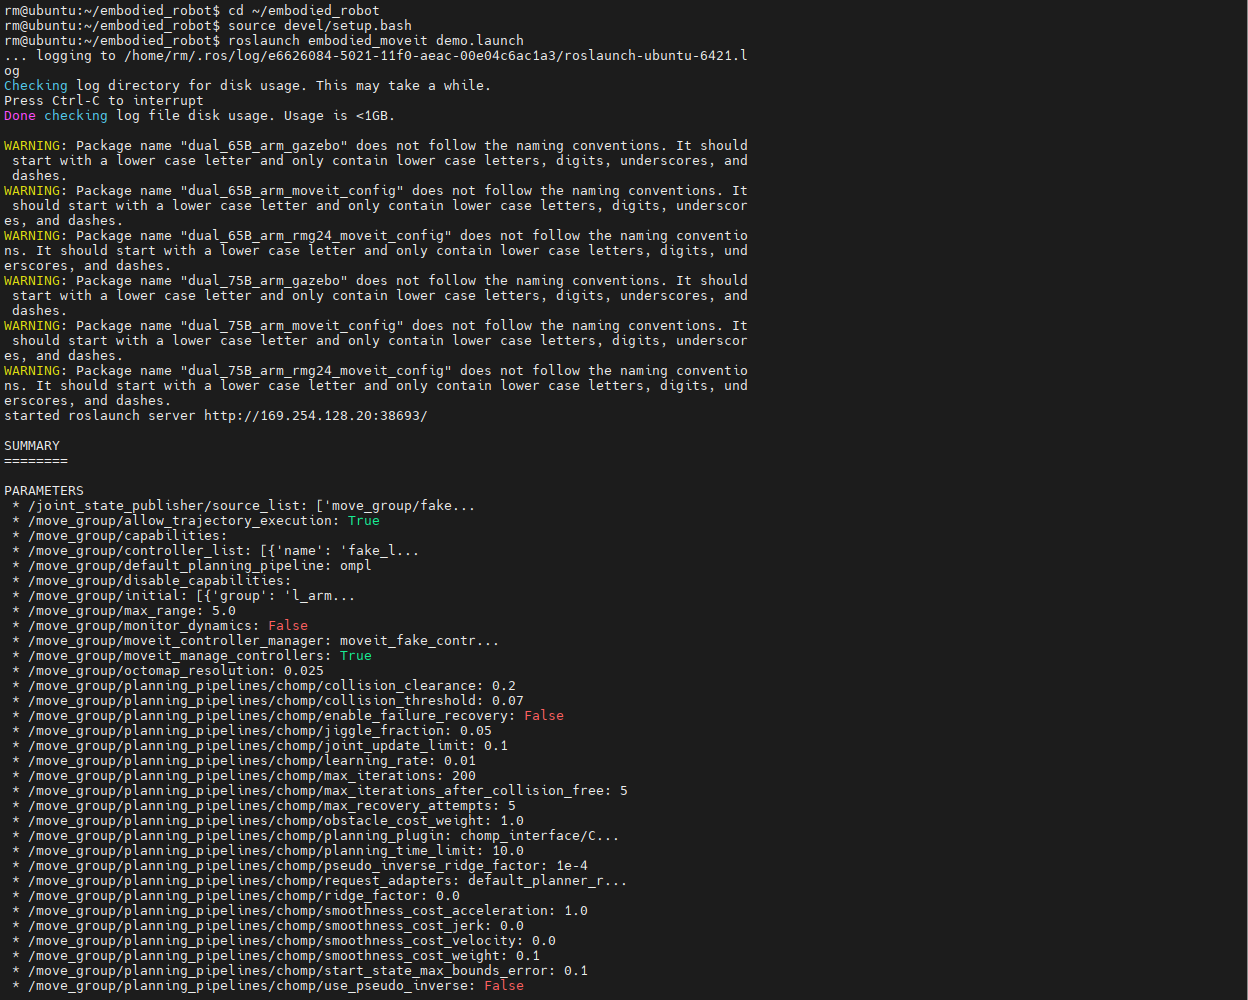 rm@ubuntu:~/embodied_robot$ cd ~/embodied_robot
rm@ubuntu:~/embodied_robot$ source devel/setup.bash
rm@ubuntu:~/embodied_robot$ roslaunch embodied_moveit demo.launch
... logging to /home/rm/.ros/log/e6626084-5021-11f0-aeac-00e04c6ac1a3/roslaunch-ubuntu-6421.l
og
Checking log directory for disk usage. This may take a while.
Press Ctrl-C to interrupt
Done checking log file disk usage. Usage is <1GB.
WARNING: Package name "dual_65B_arm_gazebo" does not follow the naming conventions. It should
 start with a lower case letter and only contain lower case letters, digits, underscores, and
 dashes.
WARNING: Package name "dual_65B_arm_moveit_config" does not follow the naming conventions. It
 should start with a lower case letter and only contain lower case letters, digits, underscor
es, and dashes.
WARNING: Package name "dual_65B_arm_rmg24_moveit_config" does not follow the naming conventio
ns. It should start with a lower case letter and only contain lower case letters, digits, und
erscores, and dashes.
WARNING: Package name "dual_75B_arm_gazebo" does not follow the naming conventions. It should
 start with a lower case letter and only contain lower case letters, digits, underscores, and
 dashes.
WARNING: Package name "dual_75B_arm_moveit_config" does not follow the naming conventions. It
 should start with a lower case letter and only contain lower case letters, digits, underscor
es, and dashes.
WARNING: Package name "dual_75B_arm_rmg24_moveit_config" does not follow the naming conventio
ns. It should start with a lower case letter and only contain lower case letters, digits, und
erscores, and dashes.
started roslaunch server http://169.254.128.20:38693/
SUMMARY
========
PARAMETERS
 * /joint_state_publisher/source_list: ['move_group/fake...
 * /move_group/allow_trajectory_execution: True
 * /move_group/capabilities:
 * /move_group/controller_list: [{'name': 'fake_l...
 * /move_group/default_planning_pipeline: ompl
 * /move_group/disable_capabilities:
 * /move_group/initial: [{'group': 'l_arm...
 * /move_group/max_range: 5.0
 * /move_group/monitor_dynamics: False
 * /move_group/moveit_controller_manager: moveit_fake_contr...
 * /move_group/moveit_manage_controllers: True
 * /move_group/octomap_resolution: 0.025
 * /move_group/planning_pipelines/chomp/collision_clearance: 0.2
 * /move_group/planning_pipelines/chomp/collision_threshold: 0.07
 * /move_group/planning_pipelines/chomp/enable_failure_recovery: False
 * /move_group/planning_pipelines/chomp/jiggle_fraction: 0.05
 * /move_group/planning_pipelines/chomp/joint_update_limit: 0.1
 * /move_group/planning_pipelines/chomp/learning_rate: 0.01
 * /move_group/planning_pipelines/chomp/max_iterations: 200
 * /move_group/planning_pipelines/chomp/max_iterations_after_collision_free: 5
 * /move_group/planning_pipelines/chomp/max_recovery_attempts: 5
 * /move_group/planning_pipelines/chomp/obstacle_cost_weight: 1.0
 * /move_group/planning_pipelines/chomp/planning_plugin: chomp_interface/C...
 * /move_group/planning_pipelines/chomp/planning_time_limit: 10.0
 * /move_group/planning_pipelines/chomp/pseudo_inverse_ridge_factor: 1e-4
 * /move_group/planning_pipelines/chomp/request_adapters: default_planner_r...
 * /move_group/planning_pipelines/chomp/ridge_factor: 0.0
 * /move_group/planning_pipelines/chomp/smoothness_cost_acceleration: 1.0
 * /move_group/planning_pipelines/chomp/smoothness_cost_jerk: 0.0
 * /move_group/planning_pipelines/chomp/smoothness_cost_velocity: 0.0
 * /move_group/planning_pipelines/chomp/smoothness_cost_weight: 0.1
 * /move_group/planning_pipelines/chomp/start_state_max_bounds_error: 0.1
 * /move_group/planning_pipelines/chomp/use_pseudo_inverse: False